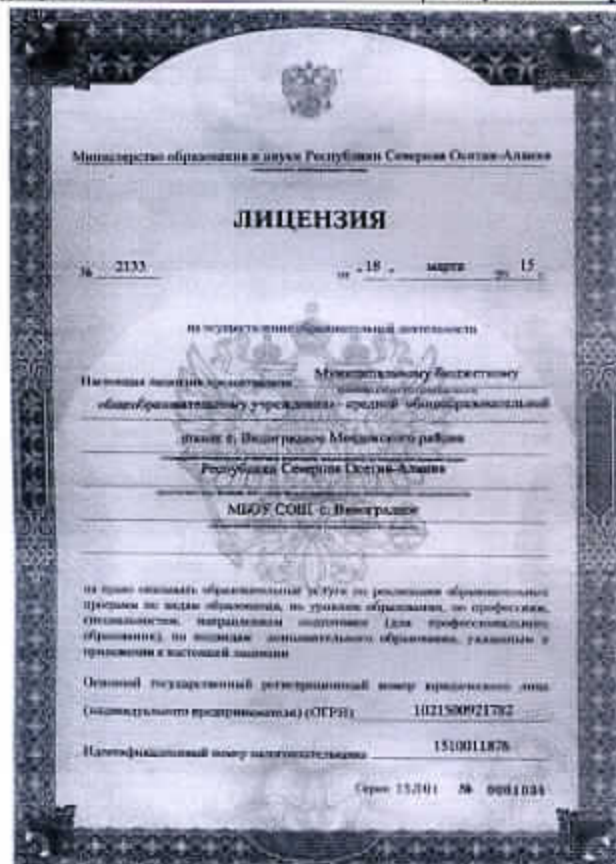 Министерство образования и науки Республики Северная Осетия-Алания
ЛИЦЕНЗИЯ
№ 2133 от «18» марта 20 15 г.
на осуществление образовательной деятельности
Настоящая лицензия предоставлена Муниципальному бюджетному
общеобразовательному учреждению - средней общеобразовательной
школе с. Виноградное Моздокского района
Республики Северная Осетия-Алания
МБОУ СОШ с. Виноградное
на право оказывать образовательные услуги по реализации образовательных
программ по видам образования, по уровням образования, по профессиям,
специальностям, направлениям подготовки (для профессионального
образования), по подвидам дополнительного образования, указанным в
приложении к настоящей лицензии
Основной государственный регистрационный номер юридического лица
(индивидуального предпринимателя) (ОГРН) 1021500921782
Идентификационный номер налогоплательщика 1510011876
Серия 15Л01 №